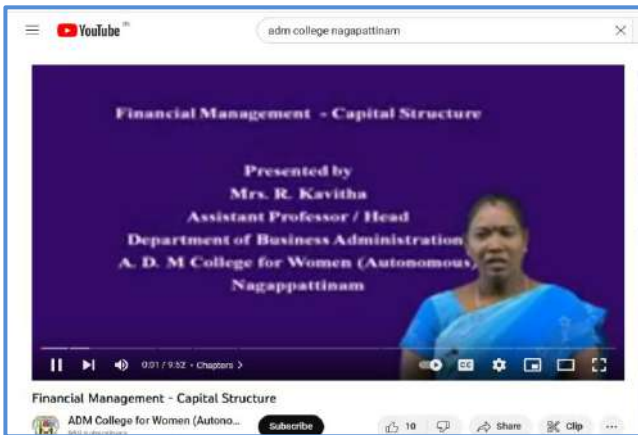 YouTube
adm college nagapattinam
Financial Management - Capital Structure
Presented by
Mrs. R. Kavitha
Assistant Professor / Head
Department of Business Administration
A. D. M College for Women (Autonomous)
Nagappattinam
0:01 / 9:52 • Chapters >
CC
Financial Management - Capital Structure
ADM College for Women (Autono...
Subscribe
10
Share
Clip